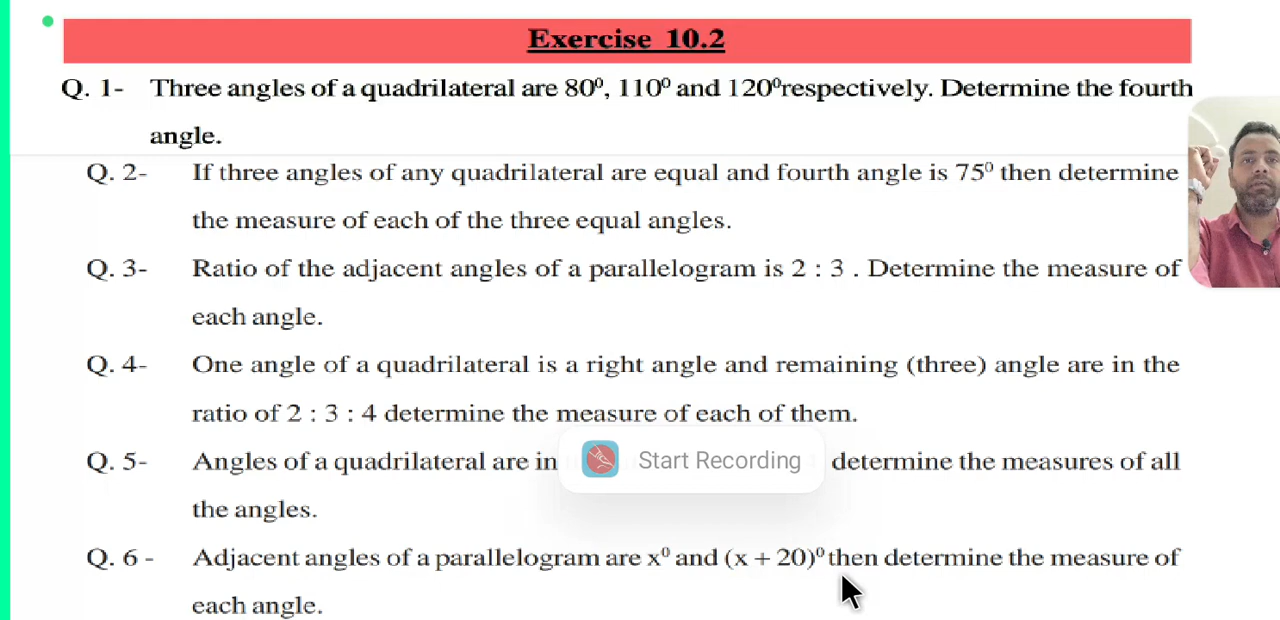 Exercise 10.2
Q. 1- Three angles of a quadrilateral are 80⁰, 110⁰ and 120⁰respectively. Determine the fourth
angle.
Q. 2- If three angles of any quadrilateral are equal and fourth angle is 75⁰ then determine
the measure of each of the three equal angles.
Q. 3- Ratio of the adjacent angles of a parallelogram is 2 : 3 . Determine the measure of
each angle.
Q. 4- One angle of a quadrilateral is a right angle and remaining (three) angle are in the
ratio of 2 : 3 : 4 determine the measure of each of them.
Q. 5- Angles of a quadrilateral are in Start Recording determine the measures of all
the angles.
Q. 6 - Adjacent angles of a parallelogram are x⁰ and (x + 20)⁰ then determine the measure of
each angle.